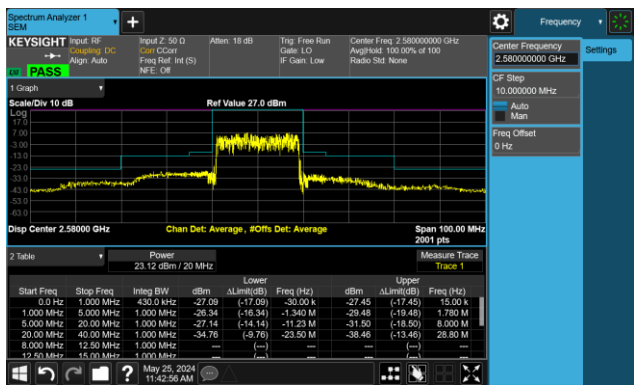 Spectrum Analyzer 1
SEM
Frequency
KEYSIGHT Input: RF Input Z: 50 Ω Atten: 18 dB Trig: Free Run Center Freq: 2.580000000 GHz
Coupling: DC Corr CCorr Gate: LO Avg|Hold: 100.00% of 100
Align: Auto Freq Ref: Int (S) IF Gain: Low Radio Std: None
NFE: Off
PASS
Center Frequency
2.580000000 GHz
Settings
CF Step
10.000000 MHz
Auto
Man
Freq Offset
0 Hz
1 Graph
Scale/Div 10 dB Ref Value 27.0 dBm
Log
17.0
7.00
-3.00
-13.0
-23.0
-33.0
-43.0
-53.0
-63.0
Disp Center 2.58000 GHz Chan Det: Average , #Offs Det: Average Span 100.00 MHz
2001 pts
2 Table Power Measure Trace
23.12 dBm / 20 MHz Trace 1
Lower Upper
Start Freq Stop Freq Integ BW dBm ΔLimit(dB) Freq (Hz) dBm ΔLimit(dB) Freq (Hz)
0.0 Hz 1.000 MHz 430.0 kHz -27.09 (-17.09) -30.00 k -27.45 (-17.45) 15.00 k
1.000 MHz 5.000 MHz 1.000 MHz -26.34 (-16.34) -1.340 M -29.48 (-19.48) 1.780 M
5.000 MHz 20.00 MHz 1.000 MHz -27.14 (-14.14) -11.23 M -31.50 (-18.50) 8.000 M
20.00 MHz 40.00 MHz 1.000 MHz -34.76 (-9.76) -23.50 M -38.46 (-13.46) 28.80 M
8.000 MHz 12.50 MHz 1.000 MHz --- (---) --- --- (---) ---
12.50 MHz 15.00 MHz 1.000 MHz --- (---) --- --- (---) ---
May 25, 2024
11:42:56 AM